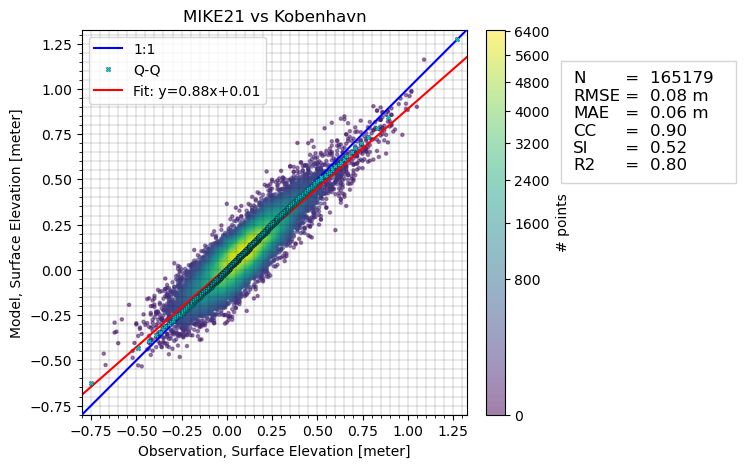 MIKE21 vs Kobenhavn
1:1
Q-Q
Fit: y=0.88x+0.01
1.25
1.00
0.75
0.50
0.25
0.00
−0.25
−0.50
−0.75
Model, Surface Elevation [meter]
−0.75 −0.50 −0.25 0.00 0.25 0.50 0.75 1.00 1.25
Observation, Surface Elevation [meter]
6400
5600
4800
4000
3200
2400
1600
800
0
# points
N = 165179
RMSE = 0.08 m
MAE = 0.06 m
CC = 0.90
SI = 0.52
R2 = 0.80